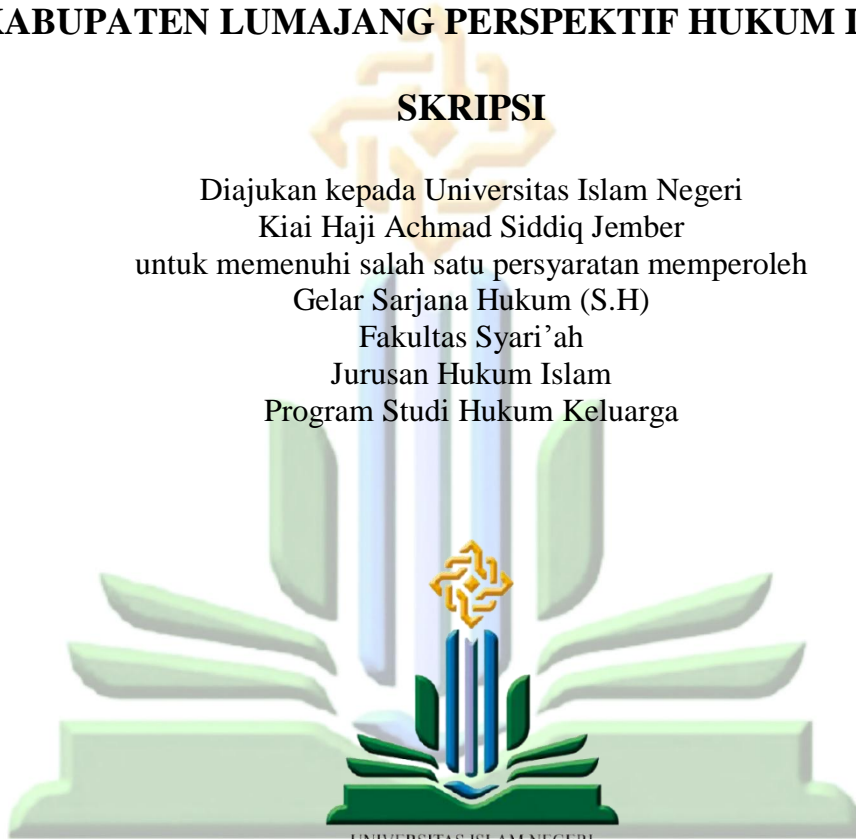 KABUPATEN LUMAJANG PERSPEKTIF HUKUM
SKRIPSI
Diajukan kepada Universitas Islam Negeri
Kiai Haji Achmad Siddiq Jember
untuk memenuhi salah satu persyaratan memperoleh
Gelar Sarjana Hukum (S.H)
Fakultas Syari’ah
Jurusan Hukum Islam
Program Studi Hukum Keluarga
UNIVERSITAS ISLAM NEGERI